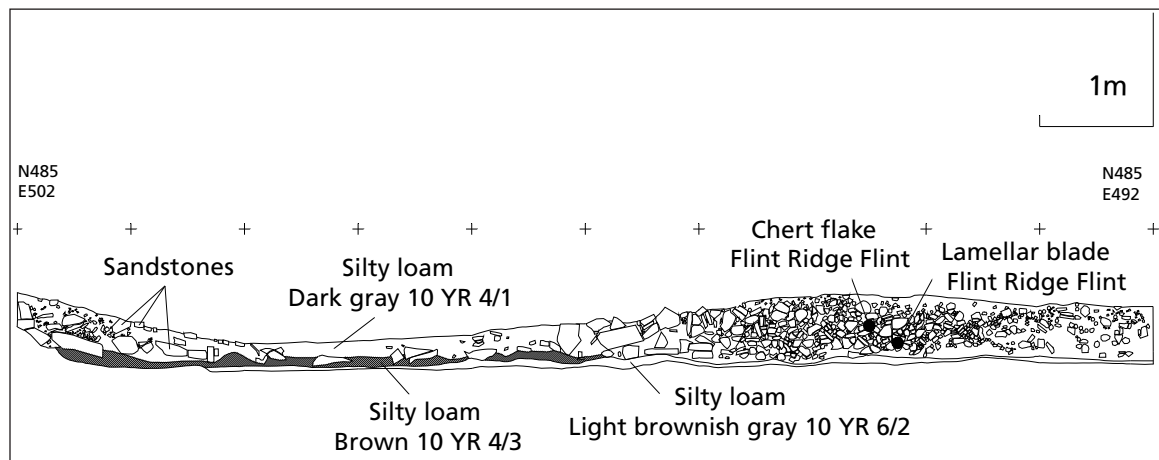 1m
N485
E502
N485
E492
Chert flake
Flint Ridge Flint
Lamellar blade
Flint Ridge Flint
Sandstones
Silty loam
Dark gray 10 YR 4/1
Silty loam
Brown 10 YR 4/3
Silty loam
Light brownish gray 10 YR 6/2